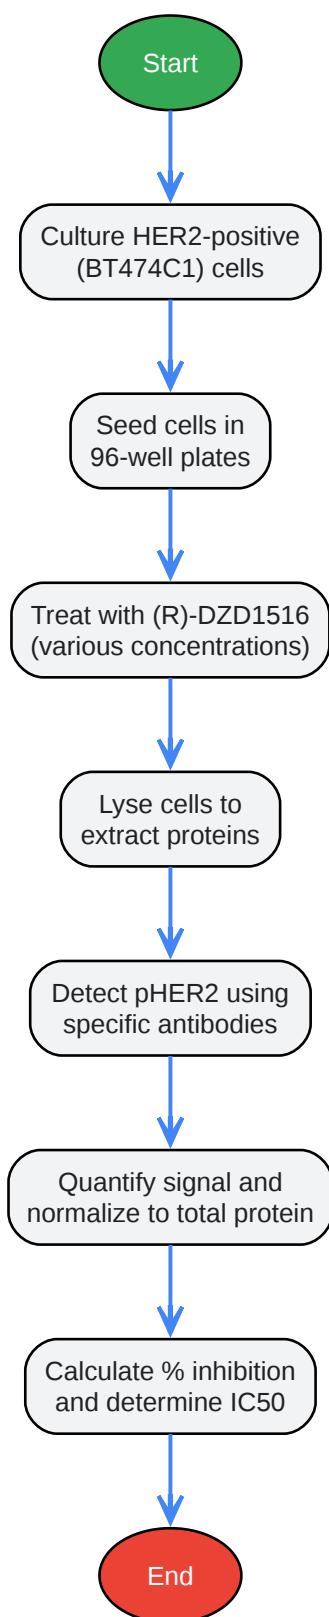 Start
Culture HER2-positive
(BT474C1) cells
Seed cells in
96-well plates
Treat with (R)-DZD1516
(various concentrations)
Lyse cells to
extract proteins
Detect pHER2 using
specific antibodies
Quantify signal and
normalize to total protein
Calculate % inhibition
and determine IC50
End